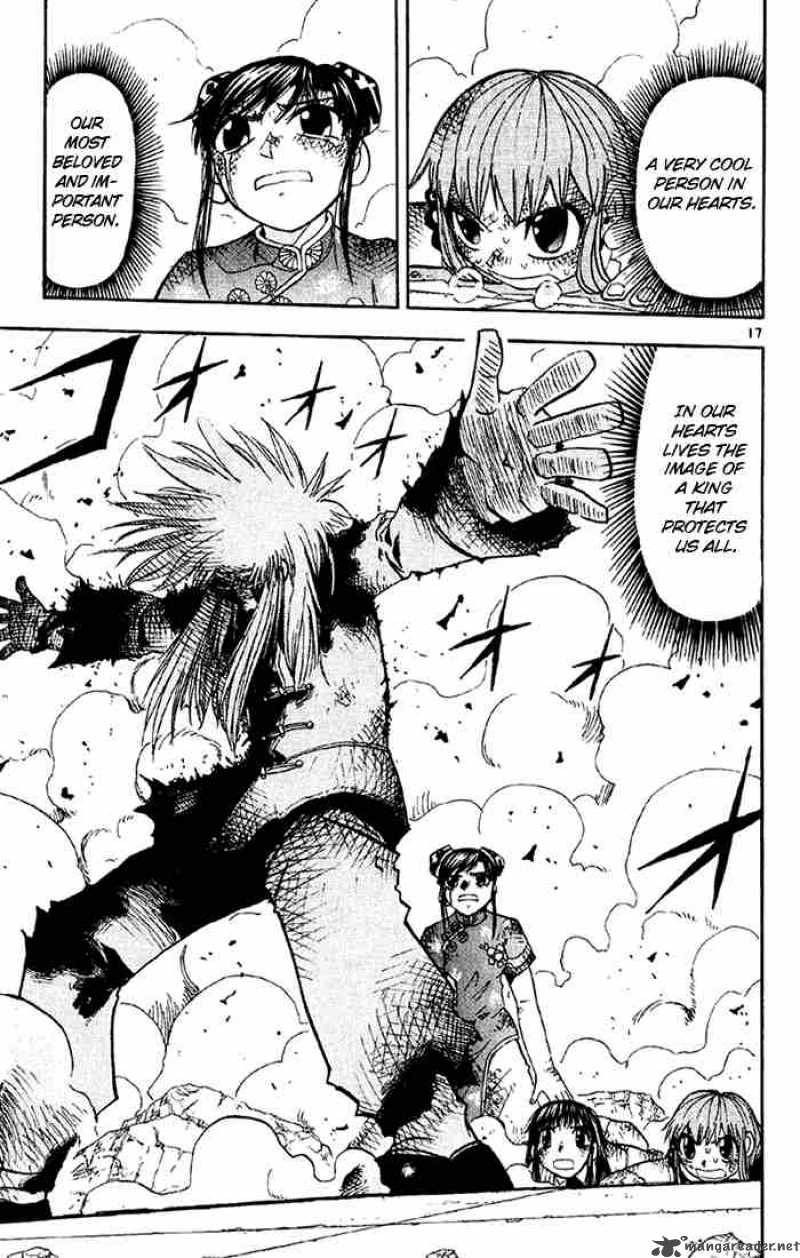 A VERY COOL
PERSON IN
OUR HEARTS.
OUR
MOST
BELOVED
AND IM-
PORTANT
PERSON.
17
IN OUR
HEARTS
LIVES THE
IMAGE OF
A KING
THAT
PROTECTS
US ALL.
mangareader.net